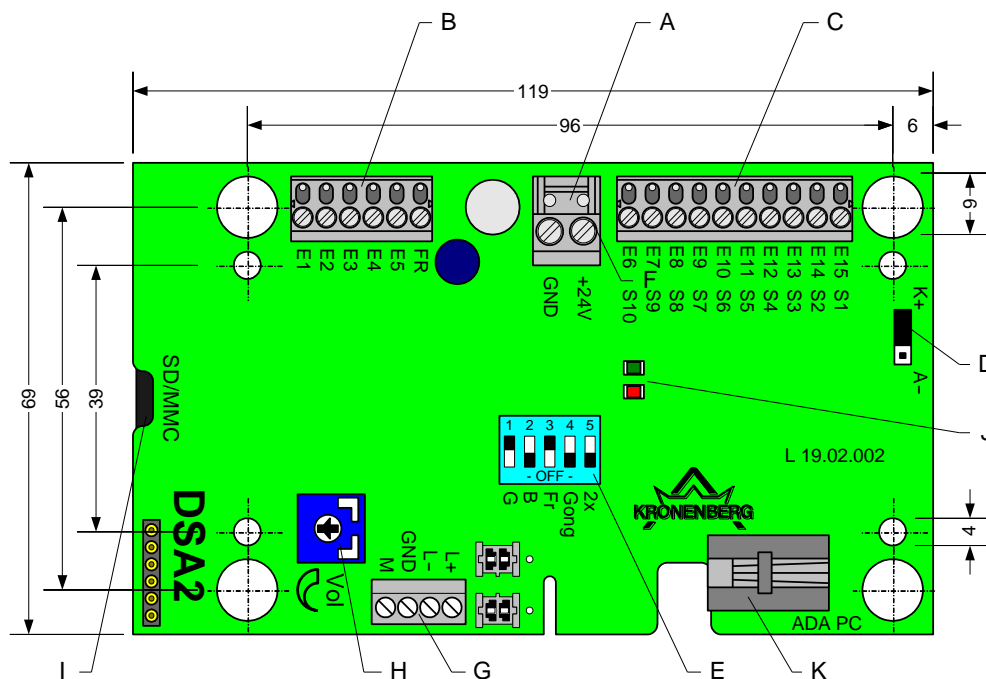 B A C
119
96 6
69 56 39
E1 E2 E3 E4 E5 FR
GND +24V
F
E6 E7 E8 E9 E10 E11 E12 E13 E14 E15
S10 S9 S8 S7 S6 S5 S4 S3 S2 S1
9
K+
A-
SD/MMC
1 2 3 4 5
- OFF -
G B Fr Gong 2x
L 19.02.002
KRONENBERG
DSA2
Vol
M GND L- L+
4
ADA PC
I H G E K